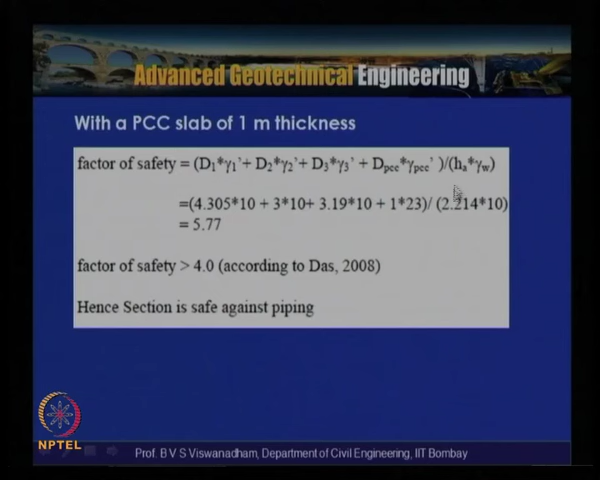 Advanced Geotechnical Engineering
With a PCC slab of 1 m thickness
factor of safety = (D₁*γ₁'+ D₂*γ₂'+ D₃*γ₃' + Dpcc*γpcc' )/(hₐ*γw)
=(4.305*10 + 3*10+ 3.19*10 + 1*23)/ (2.214*10)
= 5.77
factor of safety > 4.0 (according to Das, 2008)
Hence Section is safe against piping
NPTEL
Prof. B V S Viswanadham, Department of Civil Engineering, IIT Bombay